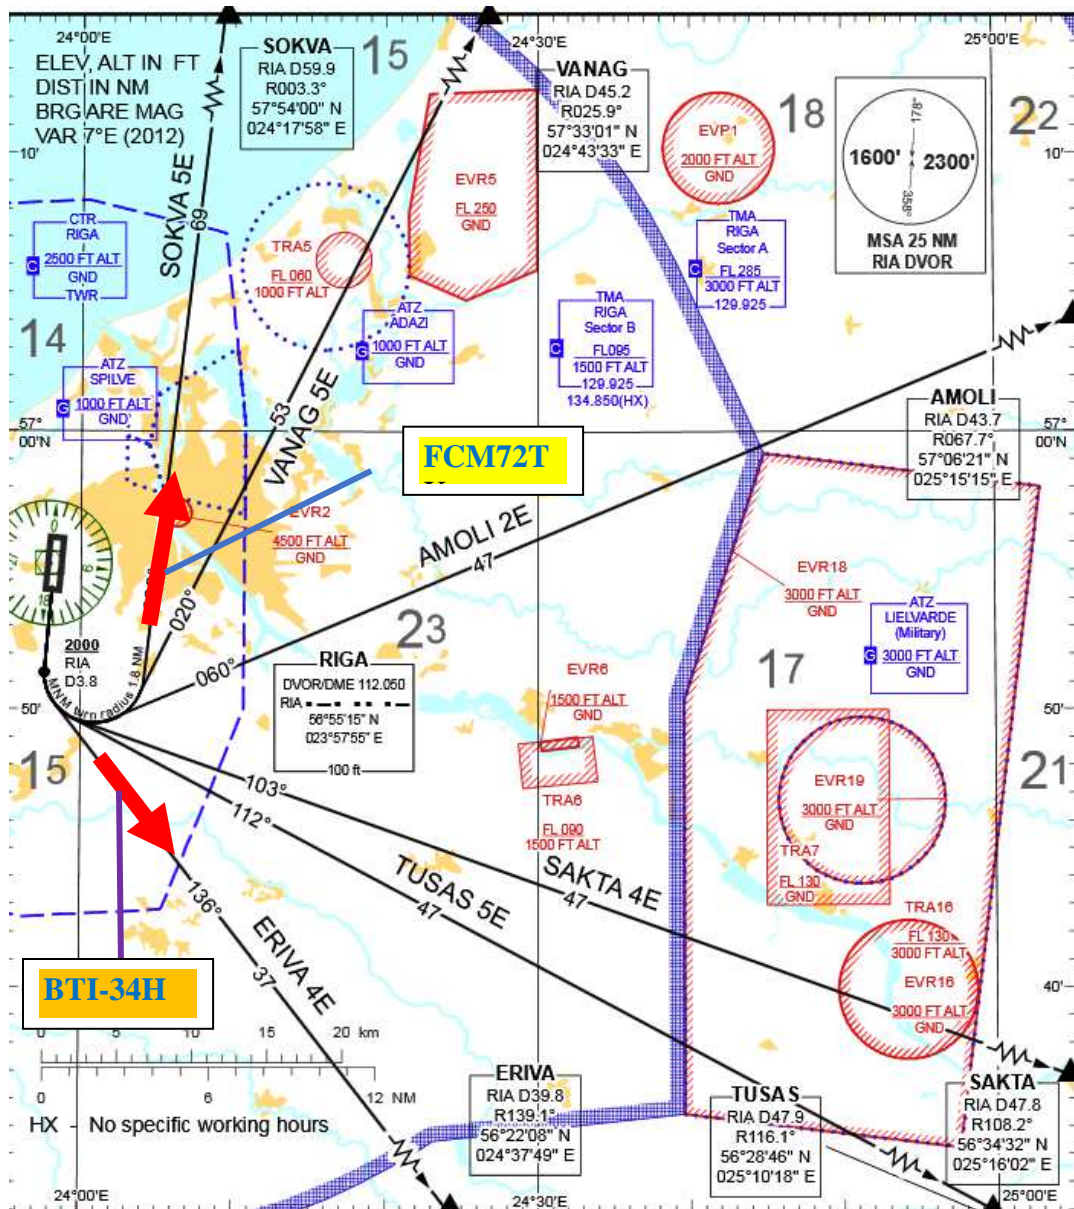 24°00'E
24°30'E
25°00'E
ELEV, ALT IN FT
DIST IN NM
BRG ARE MAG
VAR 7°E (2012)
SOKVA
RIA D59.9
R003.3°
57°54'00" N
024°17'58" E
15
VANAG
RIA D45.2
R025.9°
57°33'01" N
024°43'33" E
18
22
EVP1
2000 FT ALT
GND
178°
1600'
2300'
358°
MSA 25 NM
RIA DVOR
10'
10'
SOKVA 5E
69
EVR5
FL 250
GND
CTR
RIGA
2500 FT ALT
GND
TWR
C
TRA5
FL 060
1000 FT ALT
TMA
RIGA
Sector A
FL 285
3000 FT ALT
129.925
C
ATZ
ADAZI
1000 FT ALT
GND
G
TMA
RIGA
Sector B
FL095
1500 FT ALT
129.925
134.850(HX)
C
14
ATZ
SPILVE
1000 FT ALT
GND
G
VANAG 5E
53
AMOLI
RIA D43.7
R067.7°
57°06'21" N
025°15'15" E
57°
00'N
57°
00'N
FCM72T
EVR2
4500 FT ALT
GND
AMOLI 2E
47
EVR18
3000 FT ALT
GND
ATZ
LIELVARDE
(Military)
3000 FT ALT
GND
G
0
9
18
23
020°
060°
2000
RIA
D3.8
MNM turn radius 1.8 NM
RIGA
DVOR/DME 112.050
RIA
56°55'15" N
023°57'55" E
100 ft
EVR6
1500 FT ALT
GND
17
50'
50'
15
21
103°
112°
TRA6
FL 090
1500 FT ALT
EVR19
3000 FT ALT
GND
TRA7
FL 130
GND
136°
ERIVA 4E
37
TUSAS 5E
47
SAKTA 4E
47
TRA16
FL 130
3000 FT ALT
EVR16
3000 FT ALT
GND
BTI-34H
40'
40'
0 5 10 15 20 km
0 6 12 NM
HX - No specific working hours
ERIVA
RIA D39.8
R139.1°
56°22'08" N
024°37'49" E
TUSAS
RIA D47.9
R116.1°
56°28'46" N
025°10'18" E
SAKTA
RIA D47.8
R108.2°
56°34'32" N
025°16'02" E
24°00'E
24°30'E
25°00'E